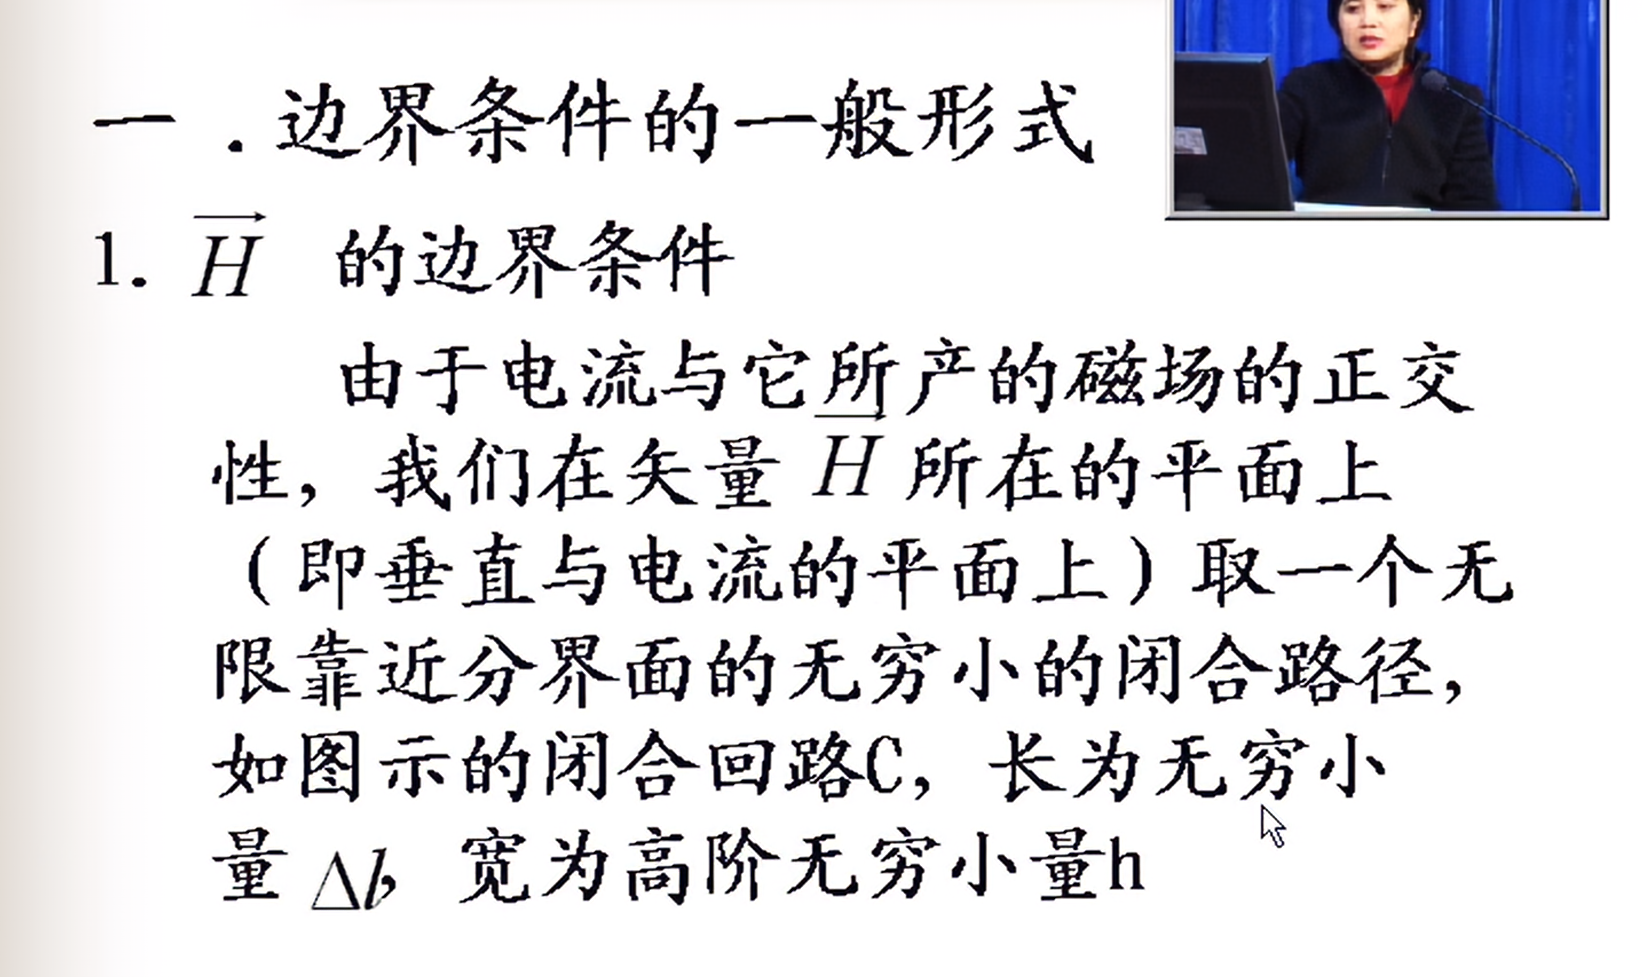 一．边界条件的一般形式
1. H 的边界条件
由于电流与它所产的磁场的正交
性，我们在矢量 H 所在的平面上
（即垂直与电流的平面上）取一个无
限靠近分界面的无穷小的闭合路径，
如图示的闭合回路C，长为无穷小
量 Δl，宽为高阶无穷小量h